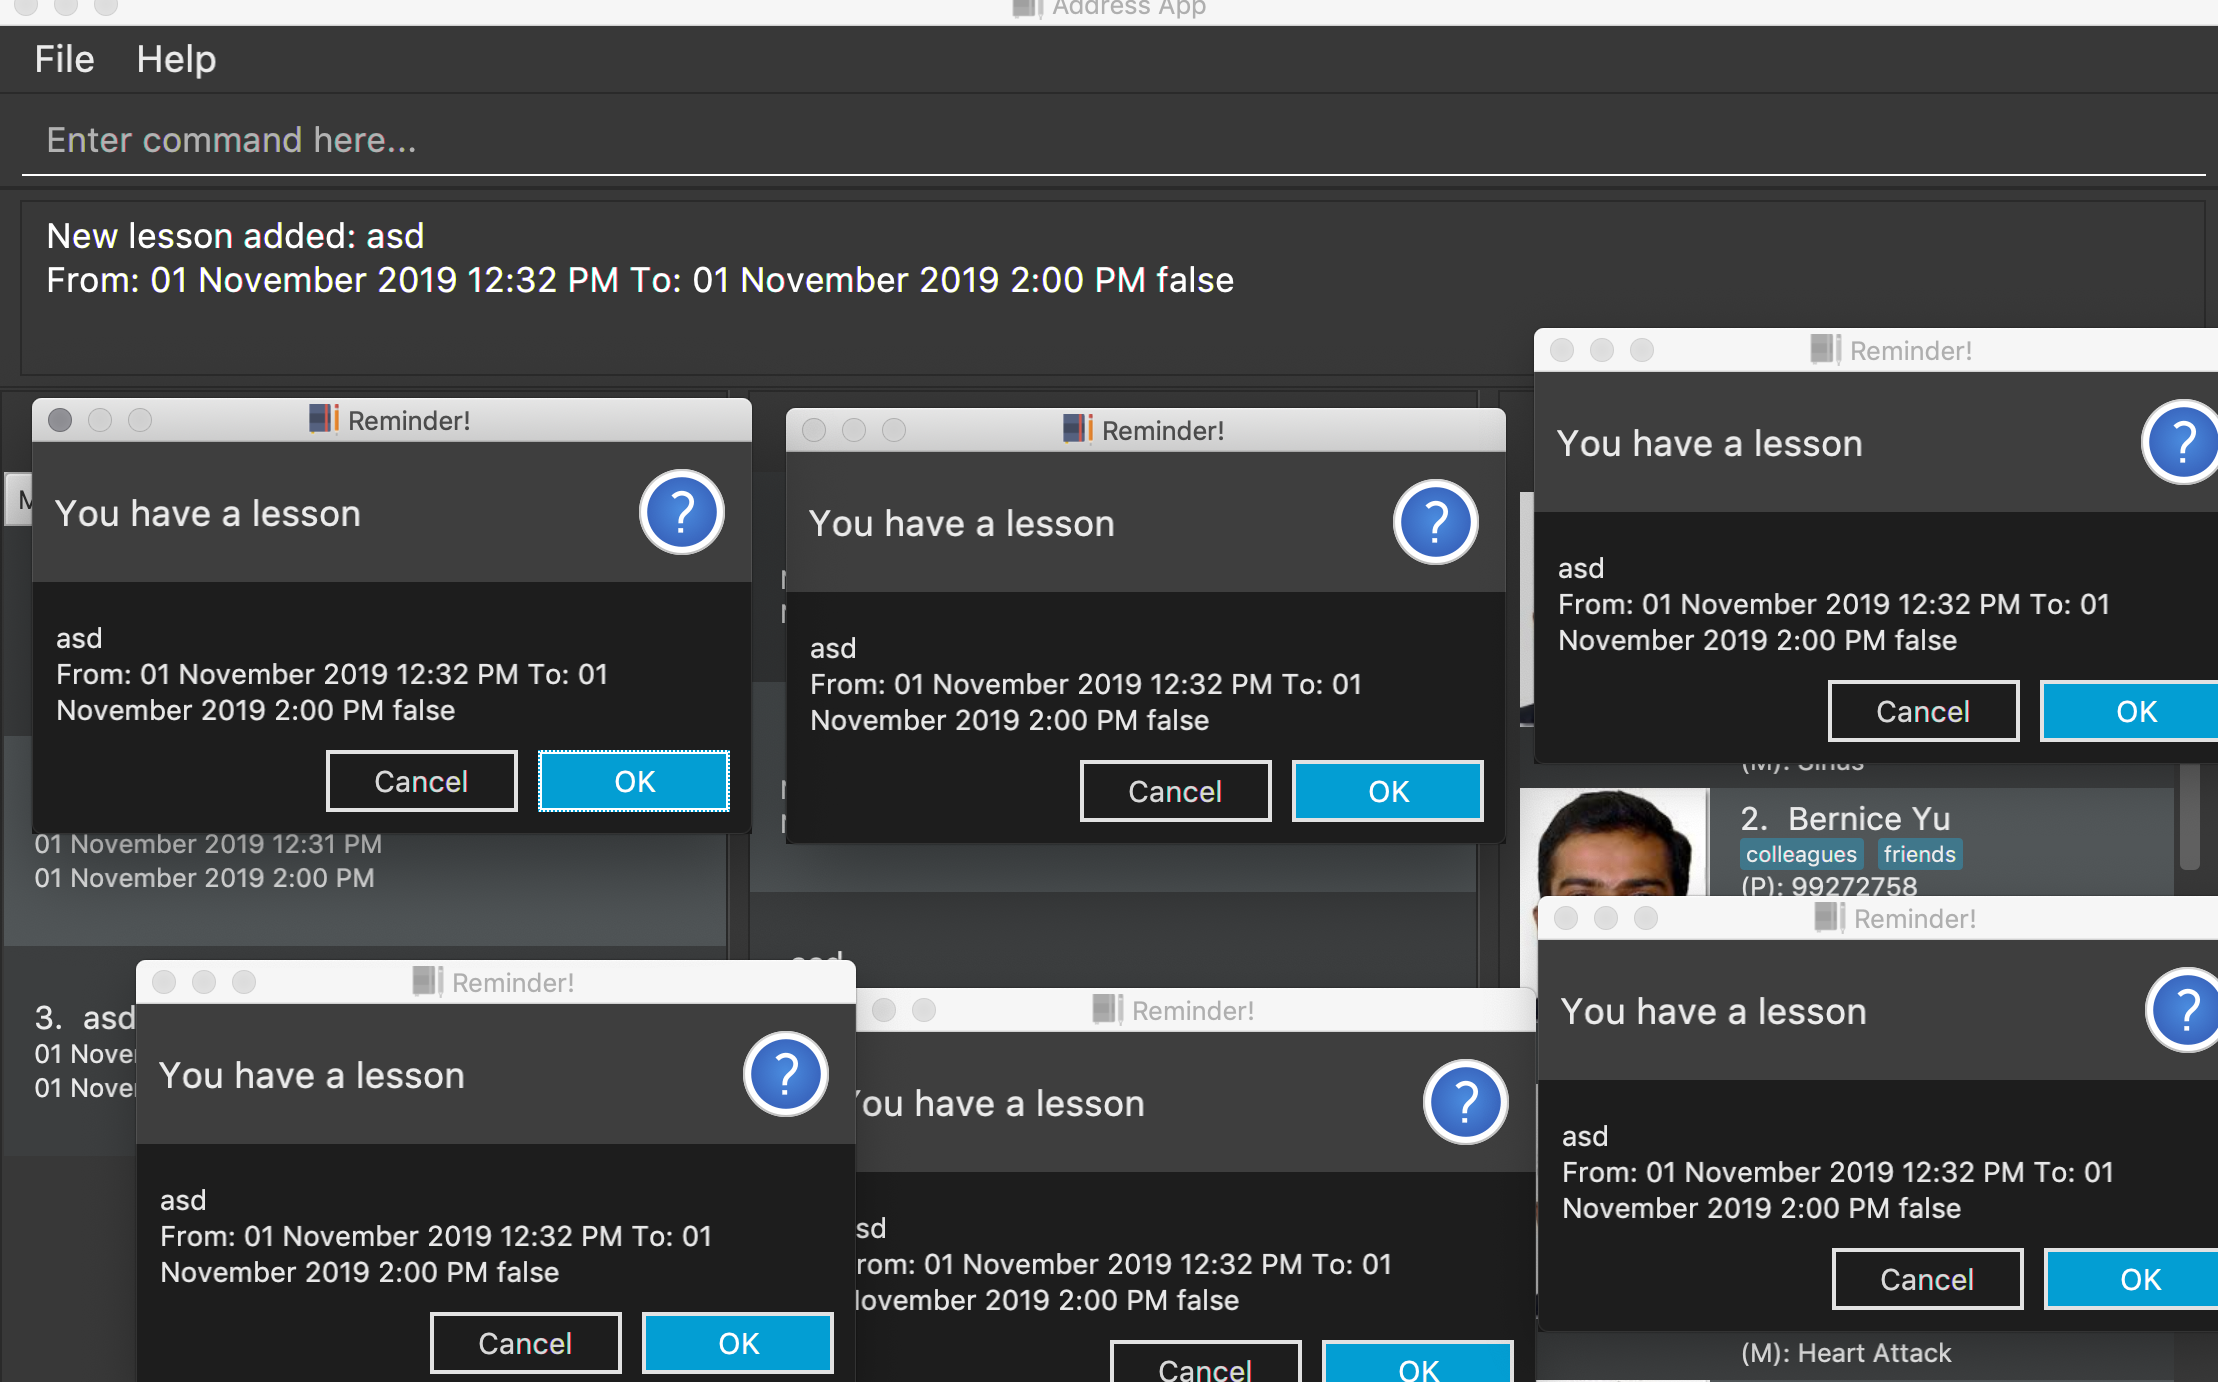 Address App
File Help
Enter command here...
New lesson added: asd
From: 01 November 2019 12:32 PM To: 01 November 2019 2:00 PM false
Reminder!
You have a lesson
asd
From: 01 November 2019 12:32 PM To: 01
November 2019 2:00 PM false
Cancel OK
Reminder!
You have a lesson
asd
From: 01 November 2019 12:32 PM To: 01
November 2019 2:00 PM false
Cancel OK
Reminder!
You have a lesson
asd
From: 01 November 2019 12:32 PM To: 01
November 2019 2:00 PM false
Cancel OK
01 November 2019 12:31 PM
01 November 2019 2:00 PM
2. Bernice Yu
colleagues friends
(P): 99272758
3. asd
01 Nove
01 Nove
asd
Reminder!
You have a lesson
asd
From: 01 November 2019 12:32 PM To: 01
November 2019 2:00 PM false
Cancel OK
Reminder!
You have a lesson
sd
rom: 01 November 2019 12:32 PM To: 01
ovember 2019 2:00 PM false
Cancel OK
Reminder!
You have a lesson
asd
From: 01 November 2019 12:32 PM To: 01
November 2019 2:00 PM false
Cancel OK
(M): Heart Attack